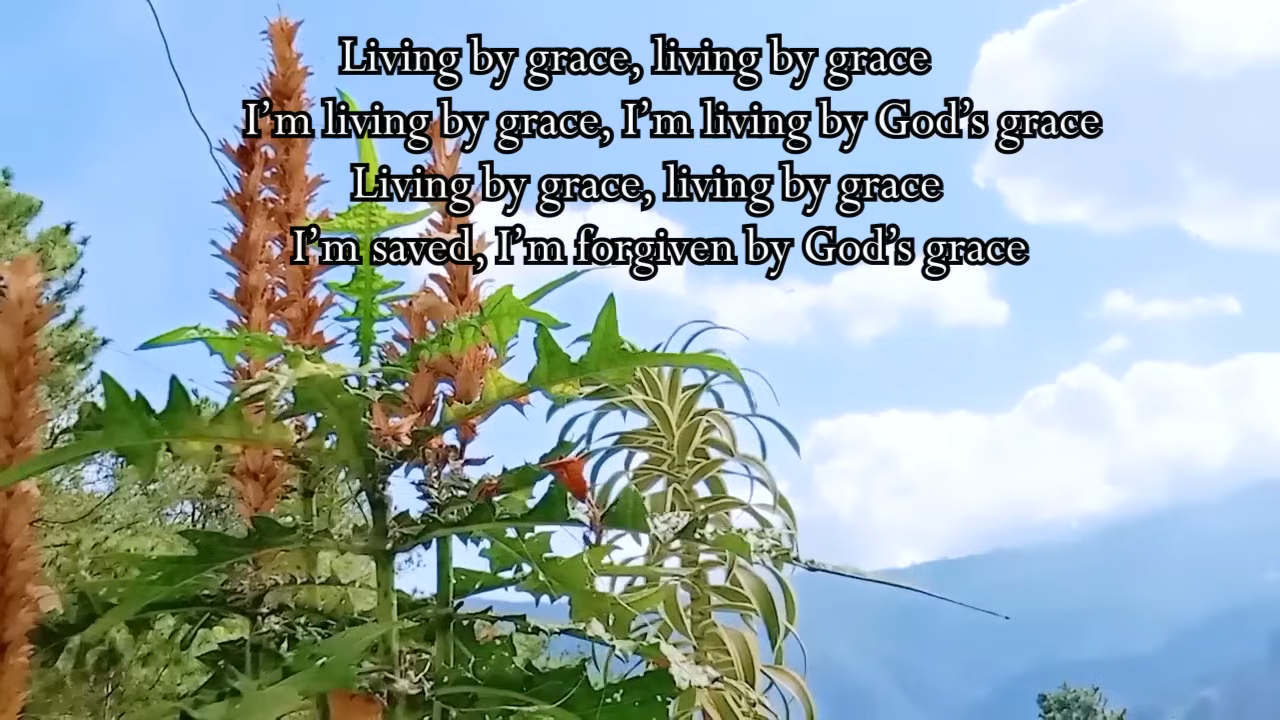 Living by grace, living by grace
I'm living by grace, I'm living by God's grace
Living by grace, living by grace
I'm saved, I'm forgiven by God's grace